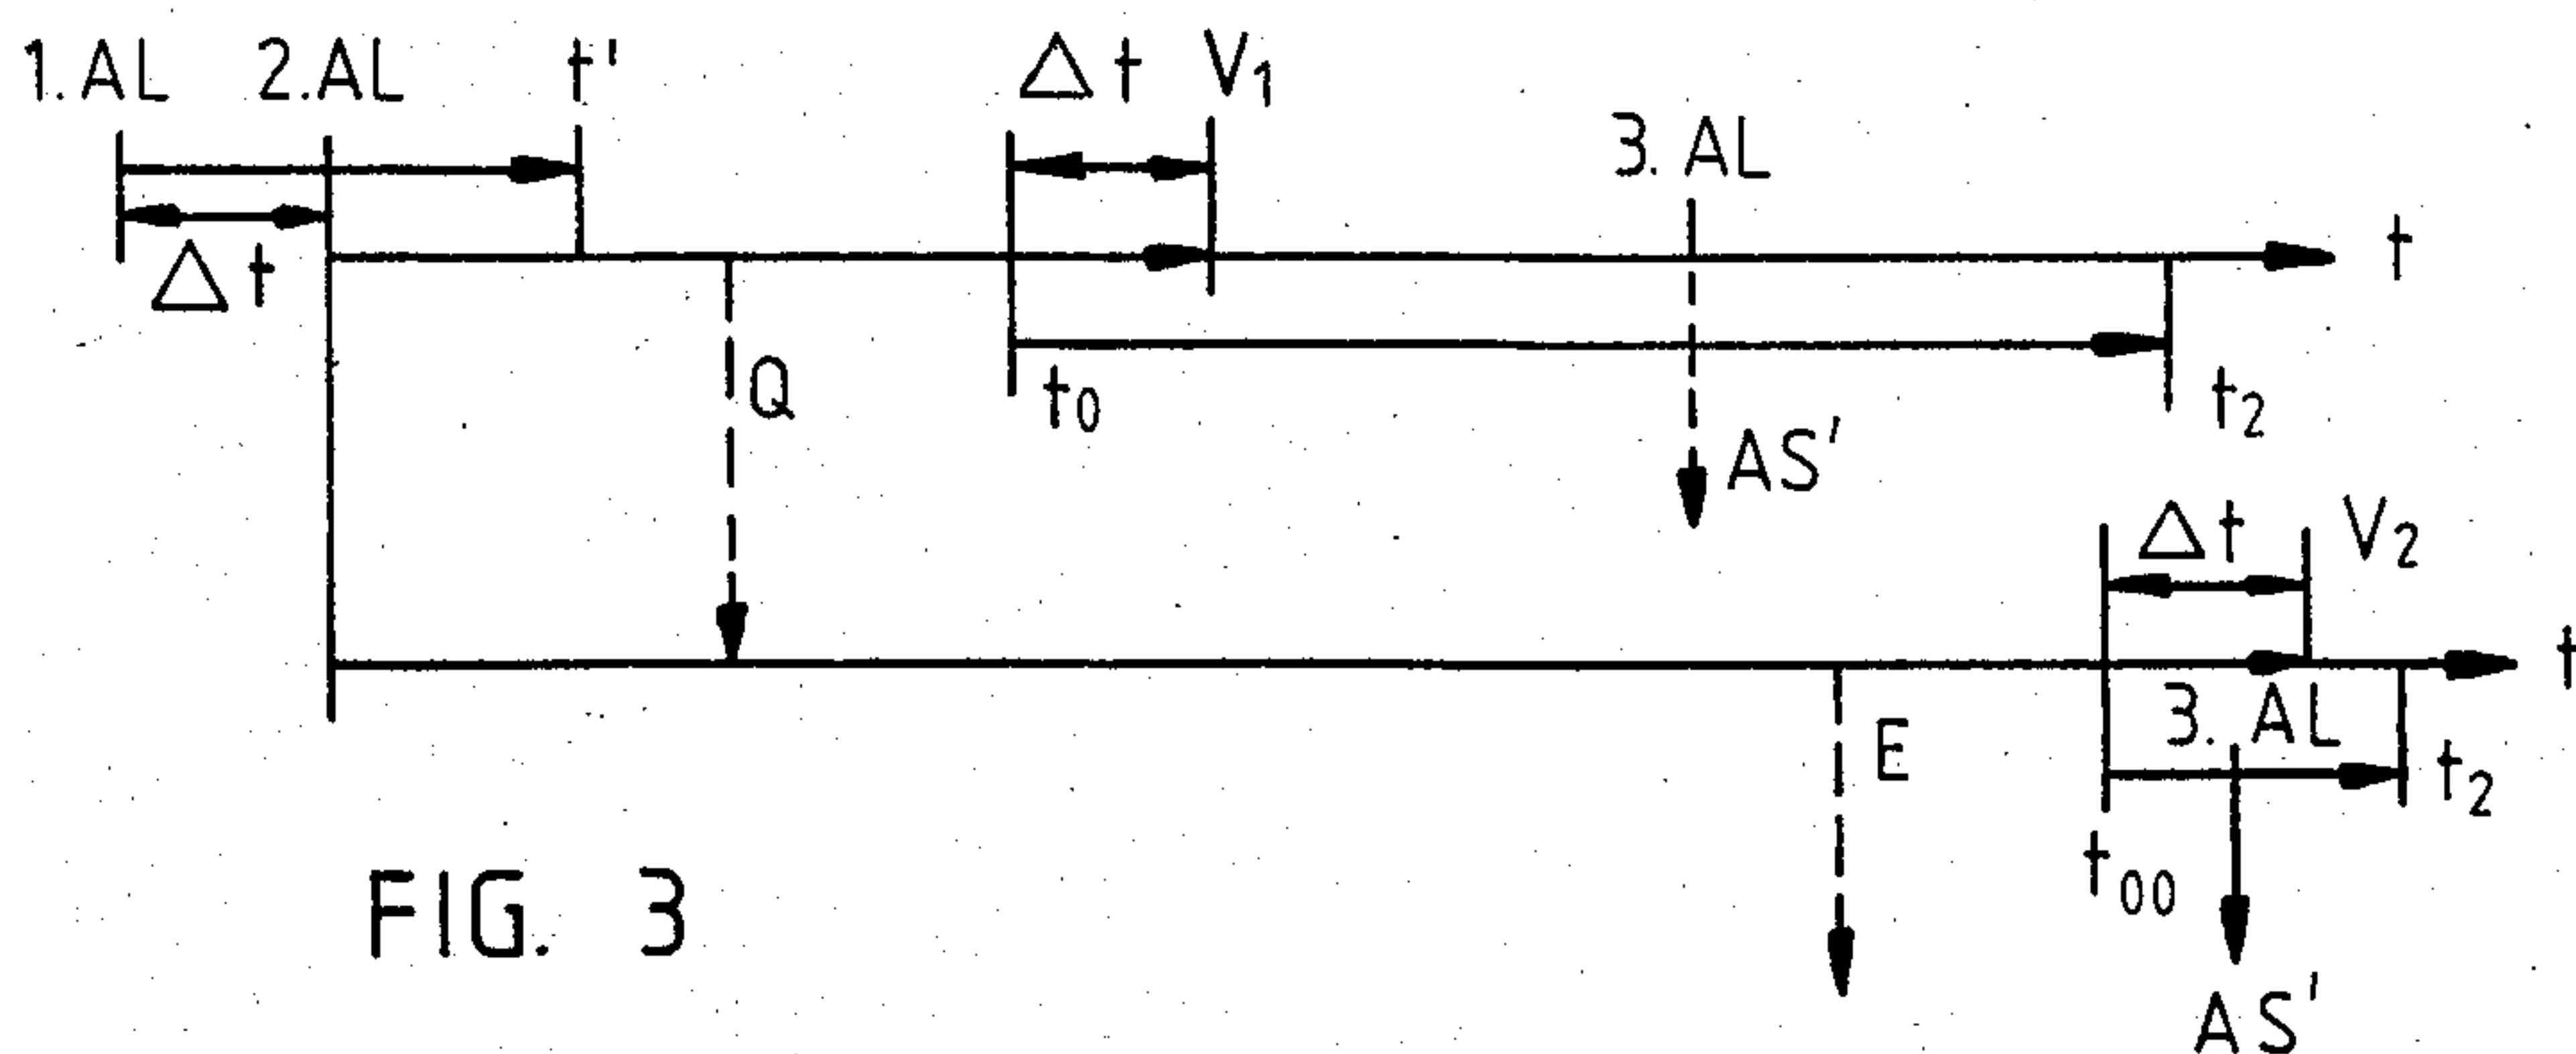 1. AL 2. AL t' Δt V₁
3. AL
Δt t
Q t₀ t₂
AS'
Δt V₂
t
3. AL
E t₂
t₀₀
FIG. 3
AS'